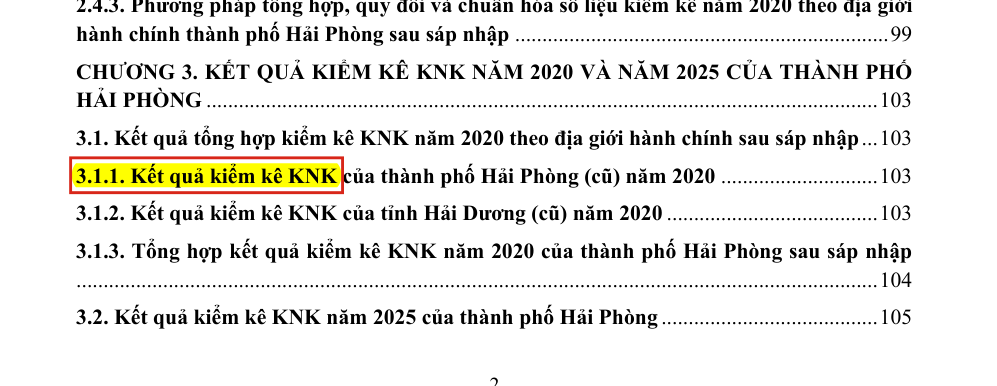 2.4.3. Phương pháp tổng hợp, quy đổi và chuẩn hóa số liệu kiểm kê năm 2020 theo địa giới
hành chính thành phố Hải Phòng sau sáp nhập ........................................................................99
CHƯƠNG 3. KẾT QUẢ KIỂM KÊ KNK NĂM 2020 VÀ NĂM 2025 CỦA THÀNH PHỐ
HẢI PHÒNG ..............................................................................................................................103
3.1. Kết quả tổng hợp kiểm kê KNK năm 2020 theo địa giới hành chính sau sáp nhập ...103
3.1.1. Kết quả kiểm kê KNK của thành phố Hải Phòng (cũ) năm 2020 .............................103
3.1.2. Kết quả kiểm kê KNK của tỉnh Hải Dương (cũ) năm 2020 ......................................103
3.1.3. Tổng hợp kết quả kiểm kê KNK năm 2020 của thành phố Hải Phòng sau sáp nhập
....................................................................................................................................................104
3.2. Kết quả kiểm kê KNK năm 2025 của thành phố Hải Phòng .......................................105
2